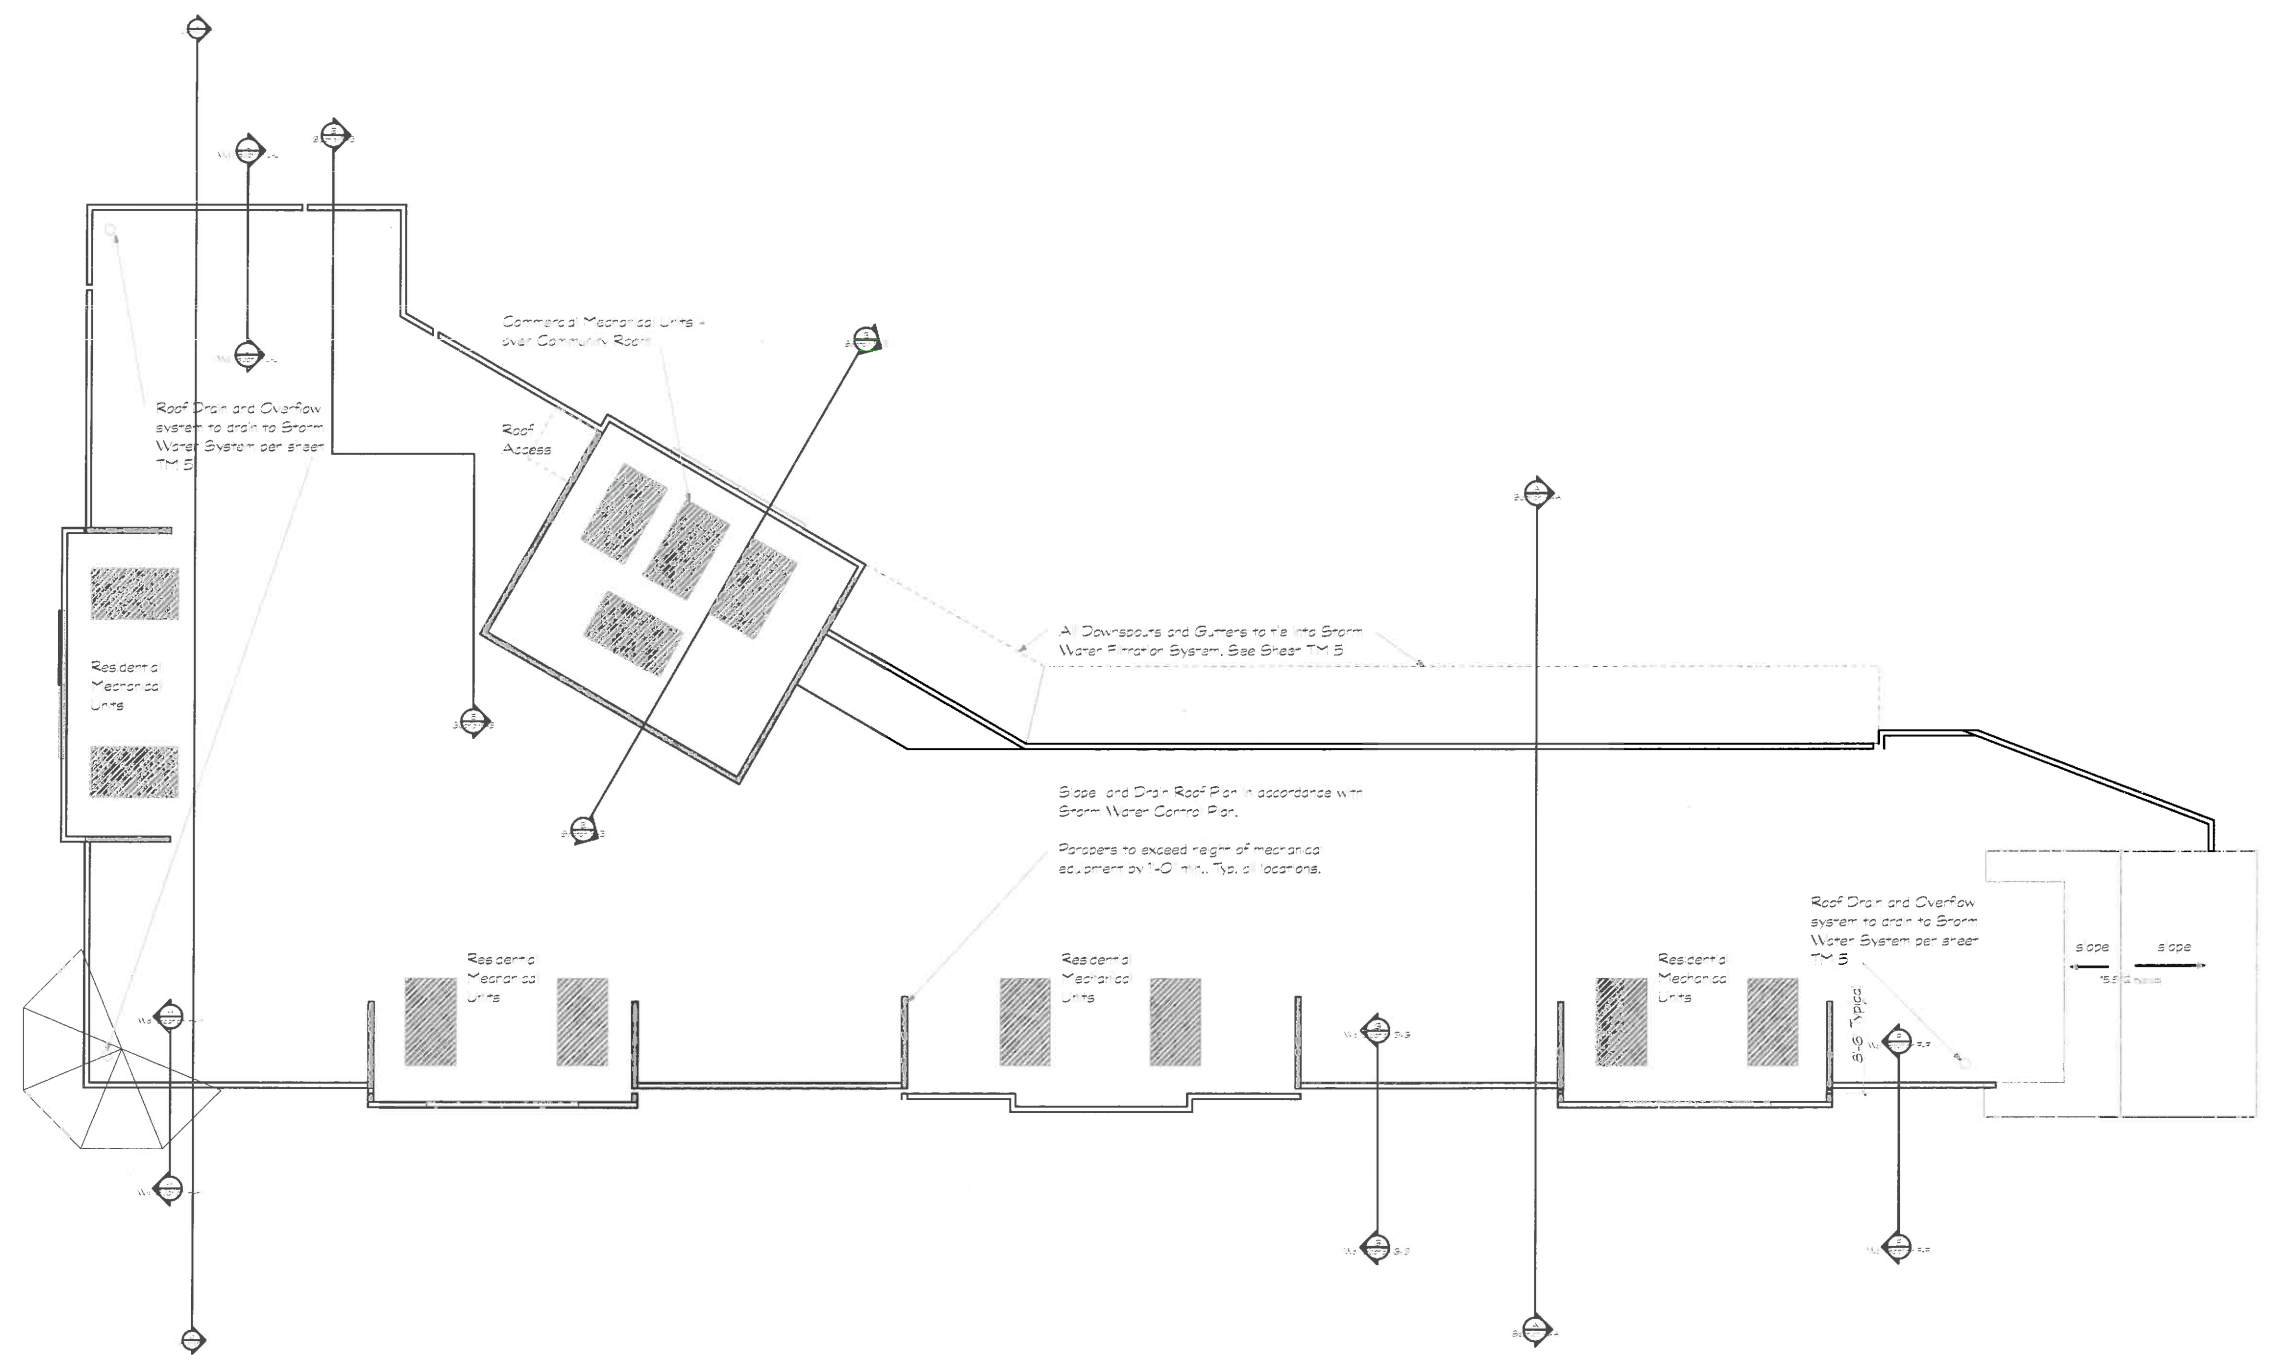 Commercial Mechanical Units -
over Community Room
Roof Drain and Overflow
system to drain to Storm
Water System per sheet
TM 5
Roof
Access
All Downspouts and Gutters to tie into Storm
Water Filtration System. See Sheet TM 5
Residential
Mechanical
Units
Slope and Drain Roof Plan in accordance with
Storm Water Control Plan.
Parapets to exceed height of mechanical
equipment by 1'-0" min.. Typ. all locations.
Roof Drain and Overflow
system to drain to Storm
Water System per sheet
TM 5
slope
slope
Residential
Mechanical
Units
Residential
Mechanical
Units
Residential
Mechanical
Units
8'-6 Typical